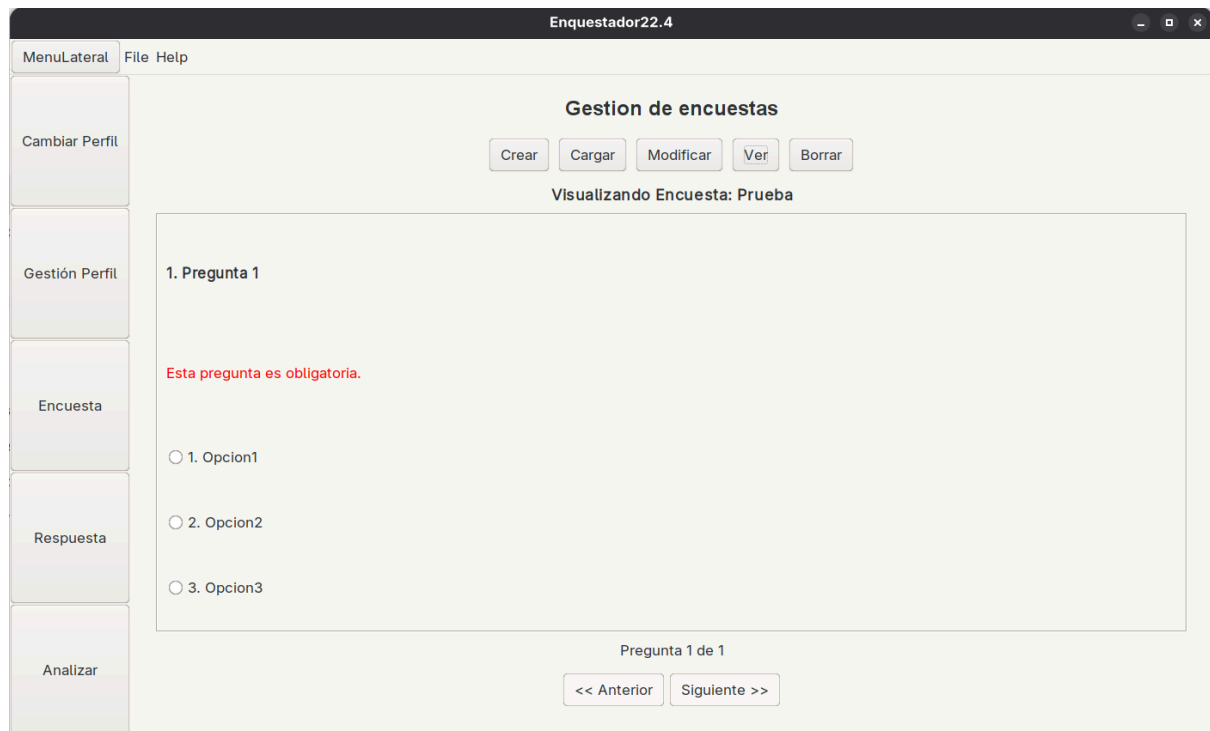 Enquestador22.4
MenuLateral File Help
Cambiar Perfil
Gestión Perfil
Encuesta
Respuesta
Analizar
Gestion de encuestas
Crear Cargar Modificar Ver Borrar
Visualizando Encuesta: Prueba
1. Pregunta 1
Esta pregunta es obligatoria.
1. Opcion1
2. Opcion2
3. Opcion3
Pregunta 1 de 1
<< Anterior Siguiente >>